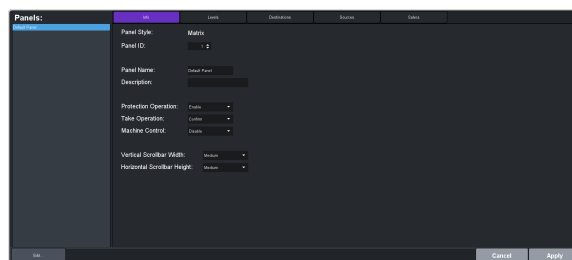 Panels:
Info
Levels
Destinations
Sources
Salvos
Default Panel
Panel Style: Matrix
Panel ID: 1
Panel Name: Default Panel
Description:
Protection Operation: Enable
Take Operation: Confirm
Machine Control: Disable
Vertical Scrollbar Width: Medium
Horizontal Scrollbar Height: Medium
Edit...
Cancel
Apply